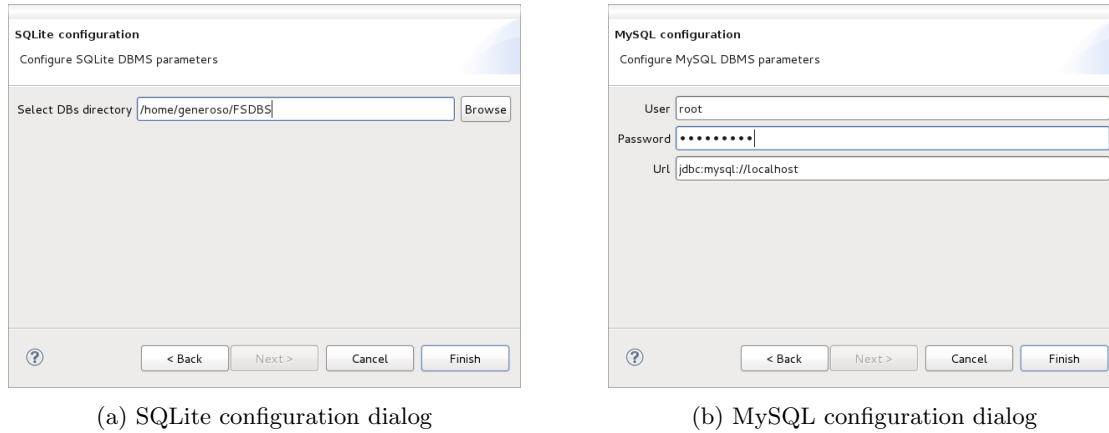 SQLite configuration
Configure SQLite DBMS parameters
Select DBs directory /home/generoso/FSDBS Browse
? < Back Next > Cancel Finish
(a) SQLite configuration dialog
MySQL configuration
Configure MySQL DBMS parameters
User root
Password •••••••••
Url jdbc:mysql://localhost
? < Back Next > Cancel Finish
(b) MySQL configuration dialog